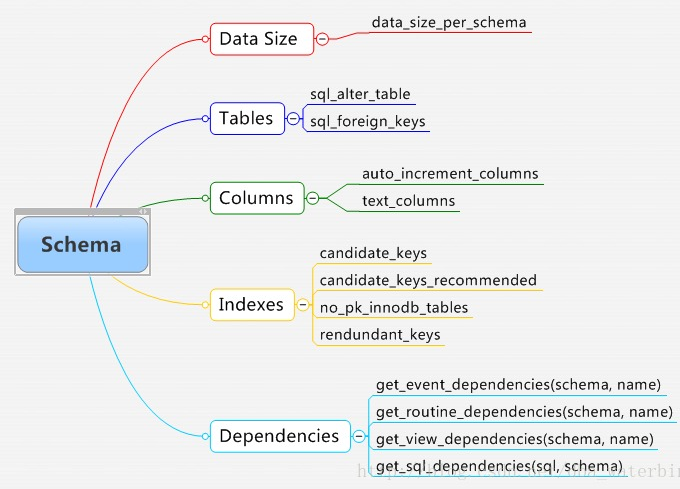 data_size_per_schema
Data Size
sql_alter_table
Tables
sql_foreign_keys
auto_increment_columns
Columns
text_columns
Schema
candidate_keys
candidate_keys_recommended
Indexes
no_pk_innodb_tables
rendundant_keys
get_event_dependencies(schema, name)
get_routine_dependencies(schema, name)
Dependencies
get_view_dependencies(schema, name)
get_sql_dependencies(sql, schema)